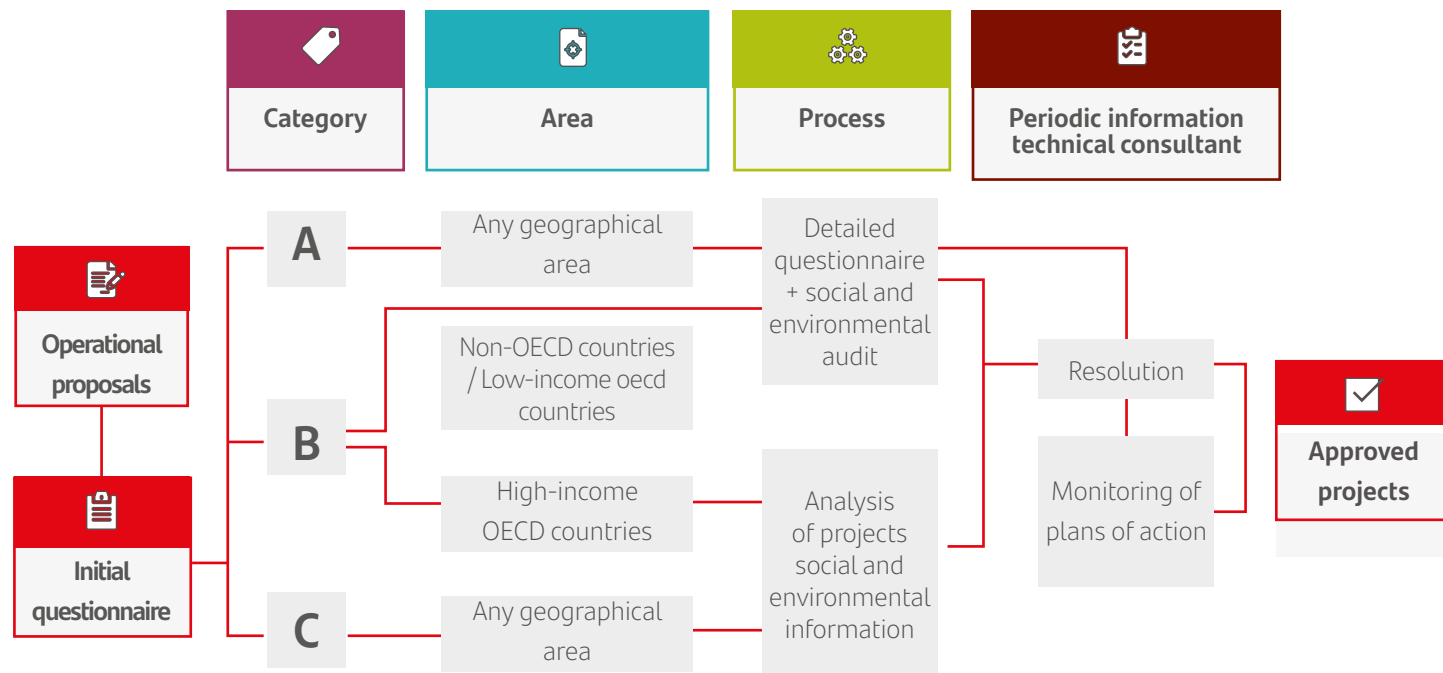 Category
Area
Process
Periodic information
technical consultant
Operational
proposals
Initial
questionnaire
A
Any geographical
area
Detailed
questionnaire
+ social and
environmental
audit
B
Non-OECD countries
/ Low-income oecd
countries
High-income
OECD countries
Analysis
of projects
social and
environmental
information
C
Any geographical
area
Resolution
Monitoring of
plans of action
Approved
projects